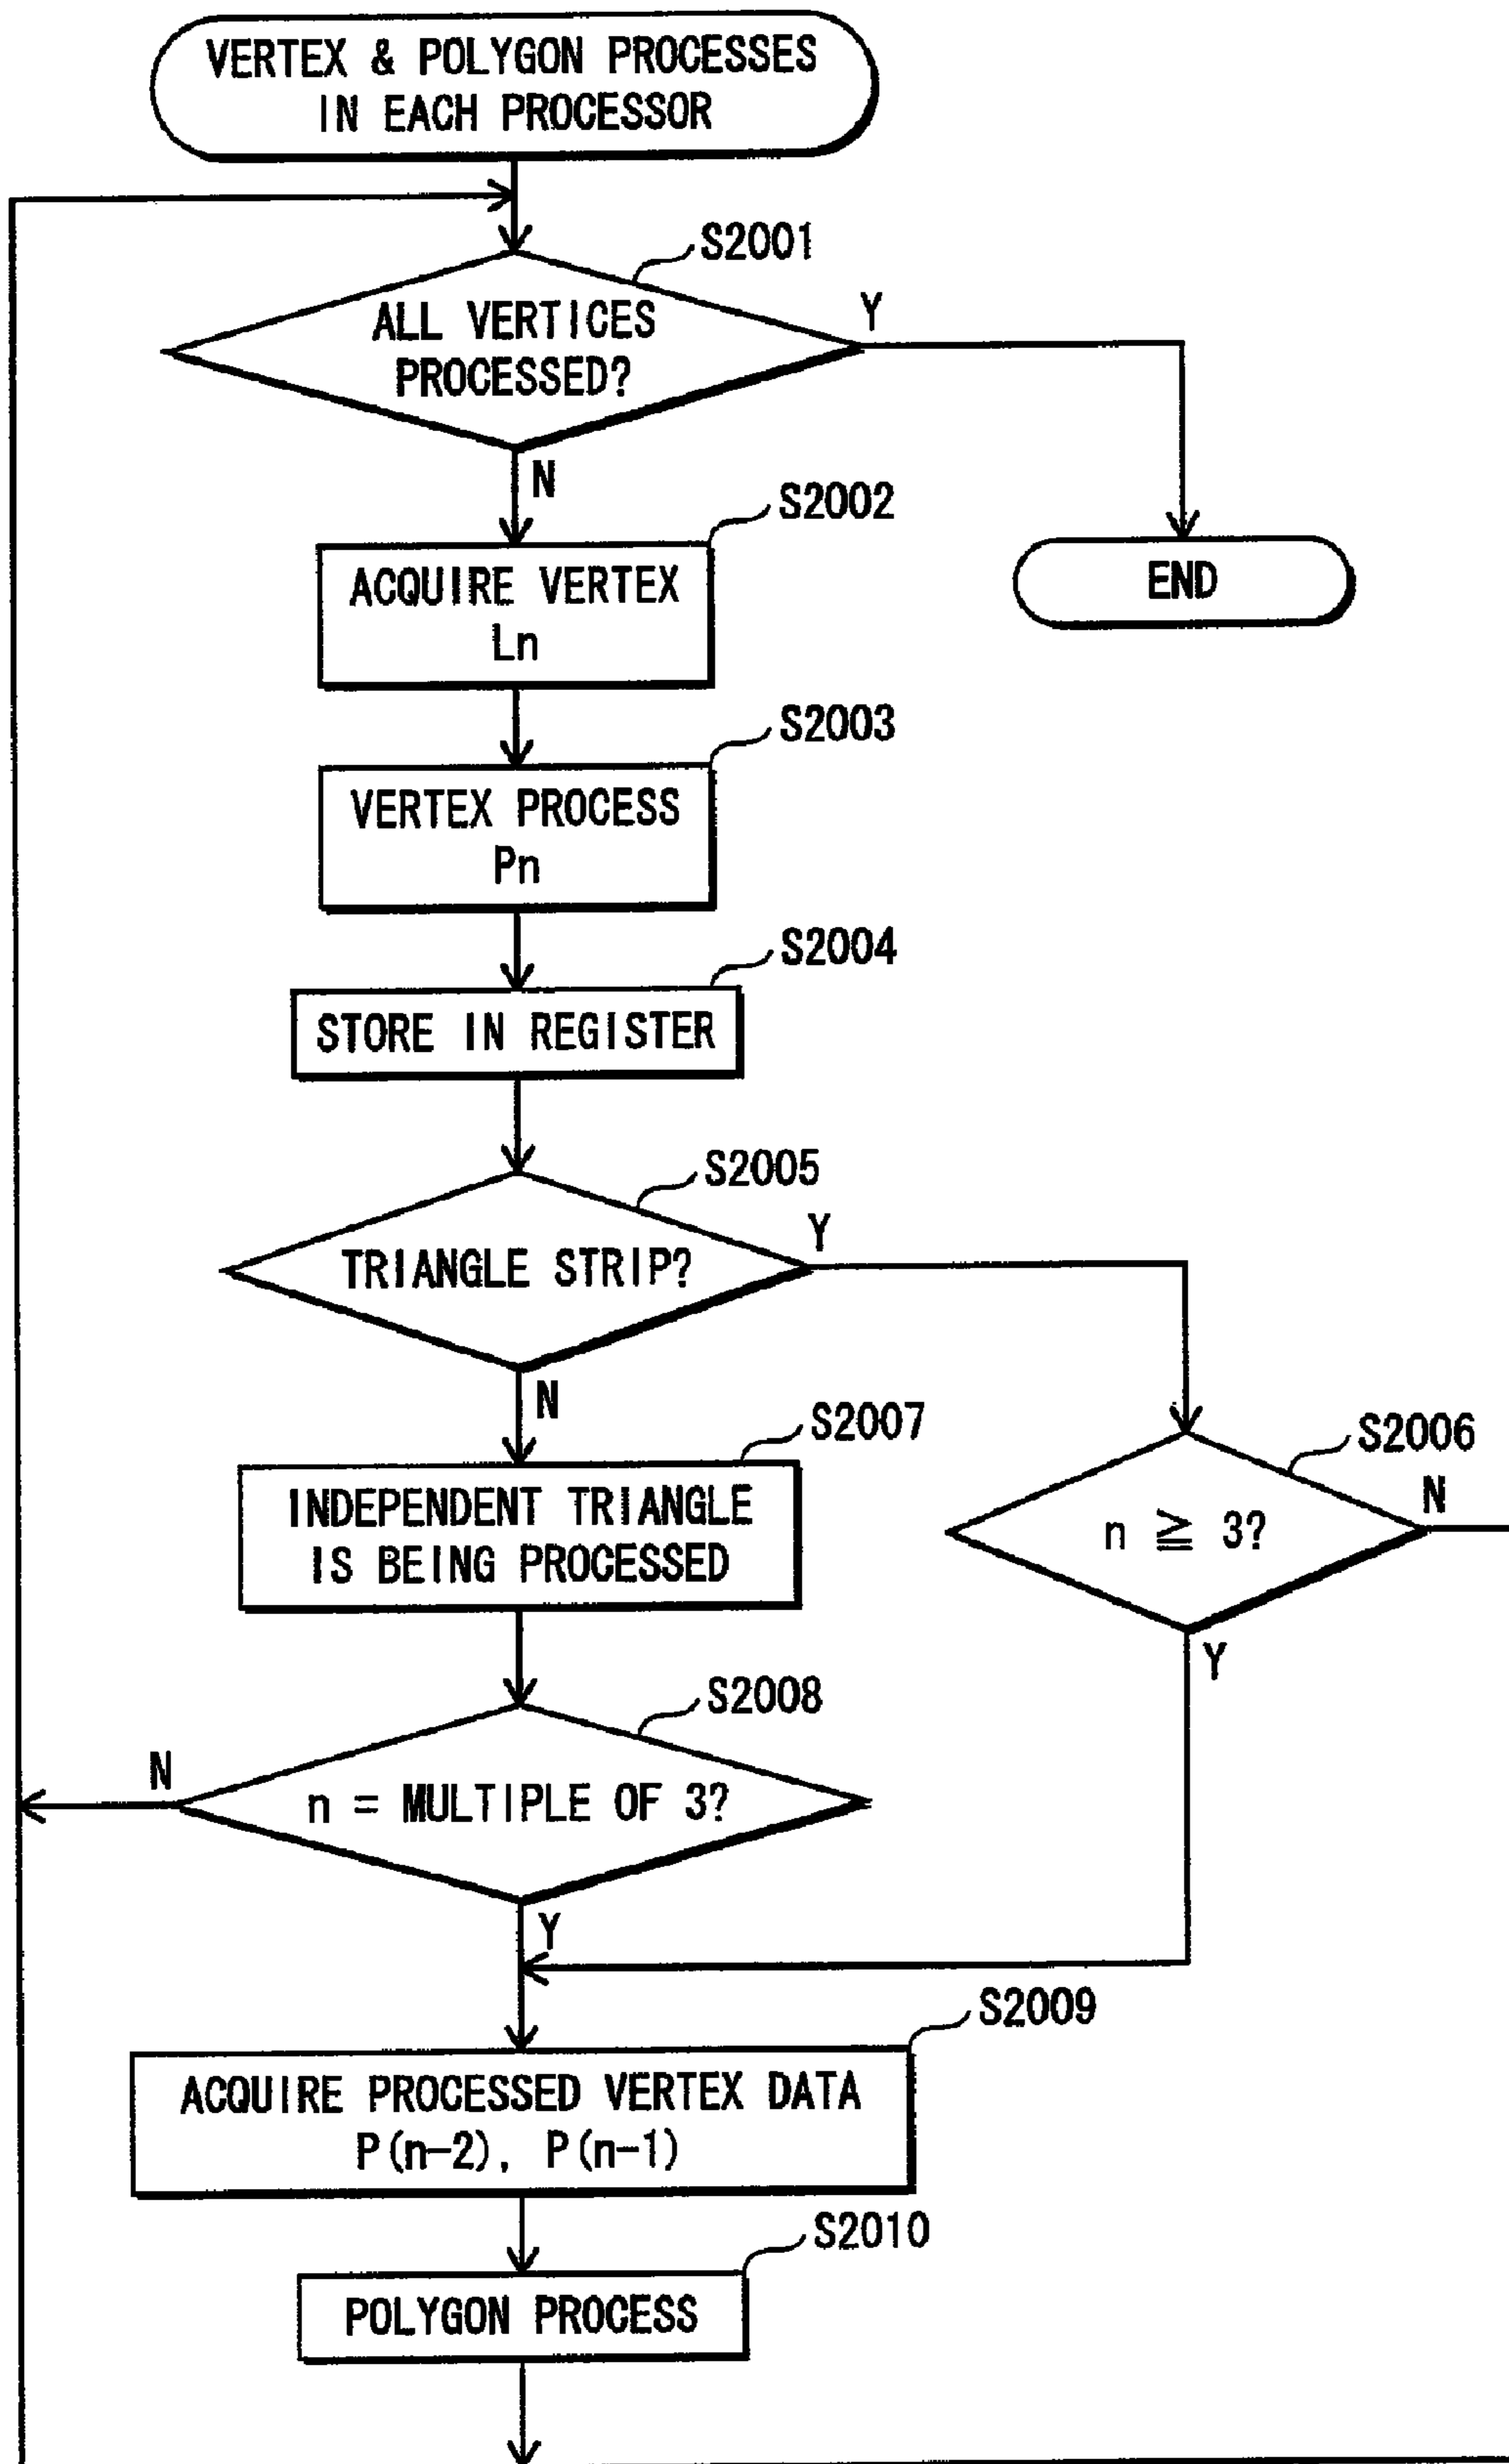 VERTEX & POLYGON PROCESSES
IN EACH PROCESSOR
S2001
ALL VERTICES
PROCESSED?
Y
N
S2002
ACQUIRE VERTEX
Ln
END
S2003
VERTEX PROCESS
Pn
S2004
STORE IN REGISTER
S2005
TRIANGLE STRIP?
Y
N
S2007
INDEPENDENT TRIANGLE
IS BEING PROCESSED
S2006
n ≧ 3?
N
Y
S2008
n = MULTIPLE OF 3?
N
Y
S2009
ACQUIRE PROCESSED VERTEX DATA
P(n-2), P(n-1)
S2010
POLYGON PROCESS